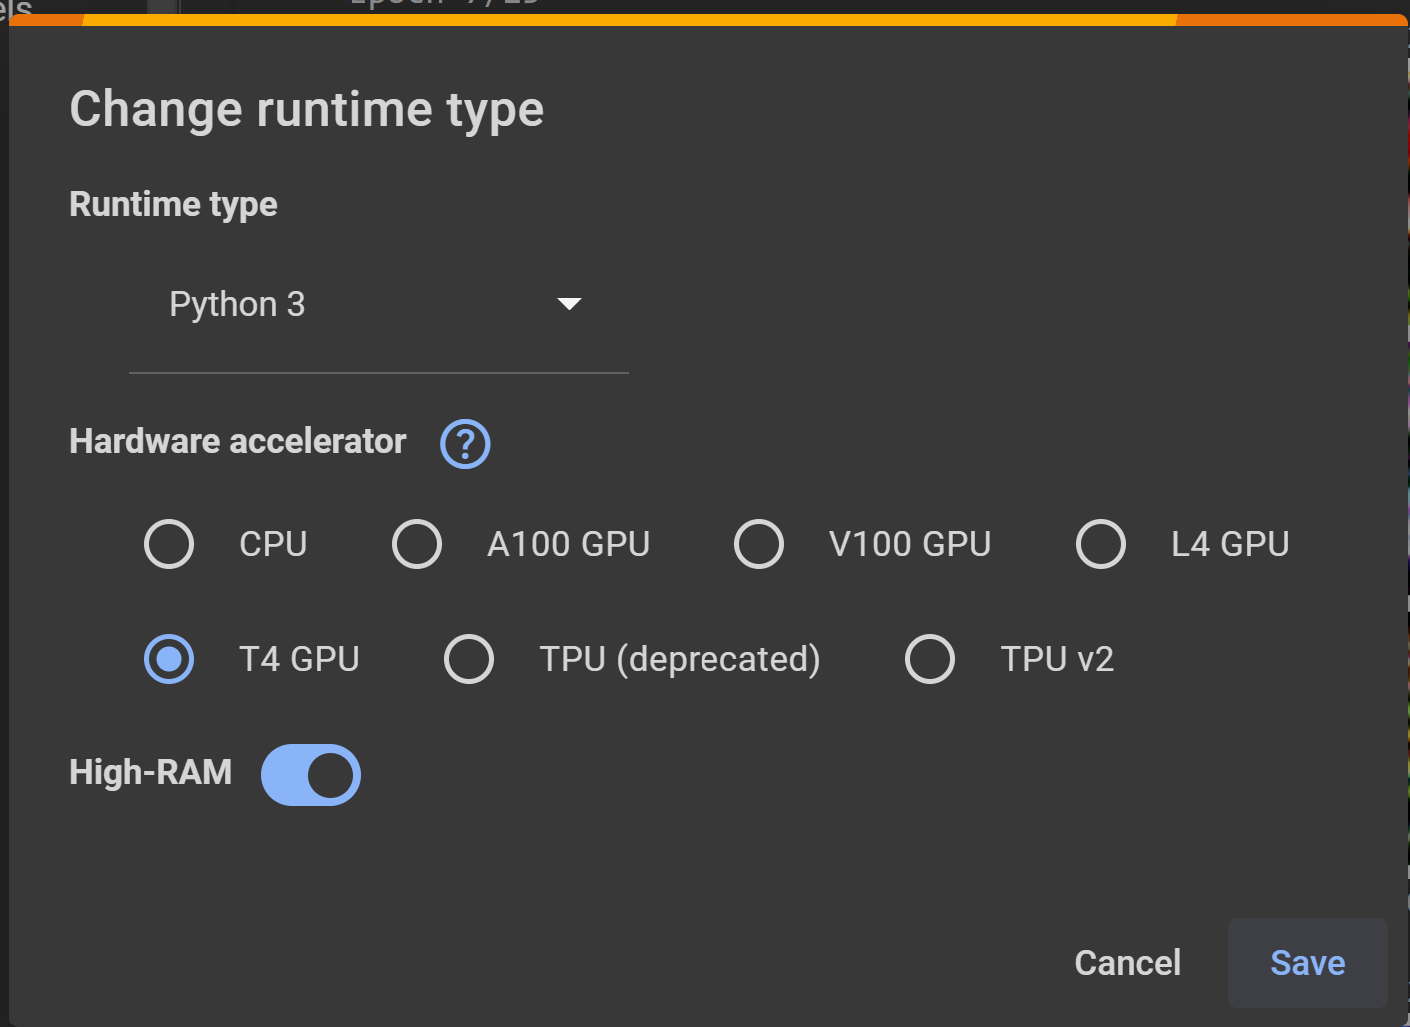 els
Change runtime type
Runtime type
Python 3
Hardware accelerator ?
CPU A100 GPU V100 GPU L4 GPU
T4 GPU TPU (deprecated) TPU v2
High-RAM
Cancel Save